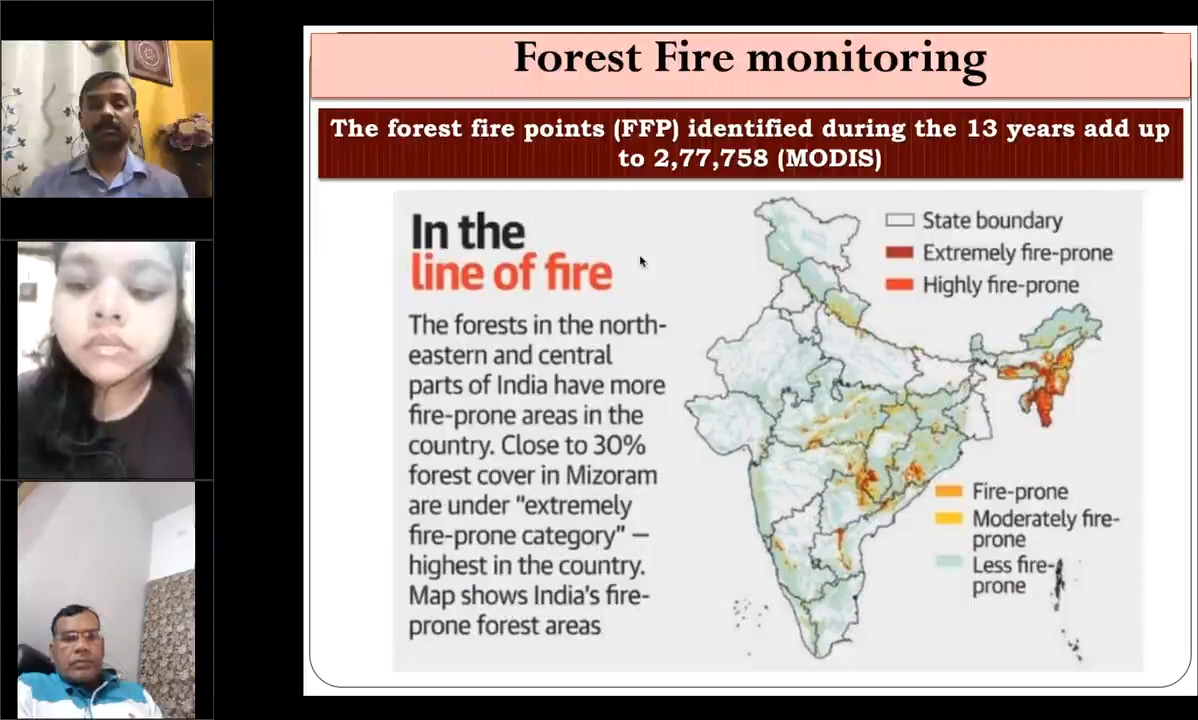 Forest Fire monitoring
The forest fire points (FFP) identified during the 13 years add up
to 2,77,758 (MODIS)
In the
line of fire
The forests in the north-
eastern and central
parts of India have more
fire-prone areas in the
country. Close to 30%
forest cover in Mizoram
are under "extremely
fire-prone category" —
highest in the country.
Map shows India's fire-
prone forest areas
State boundary
Extremely fire-prone
Highly fire-prone
Fire-prone
Moderately fire-
prone
Less fire-
prone